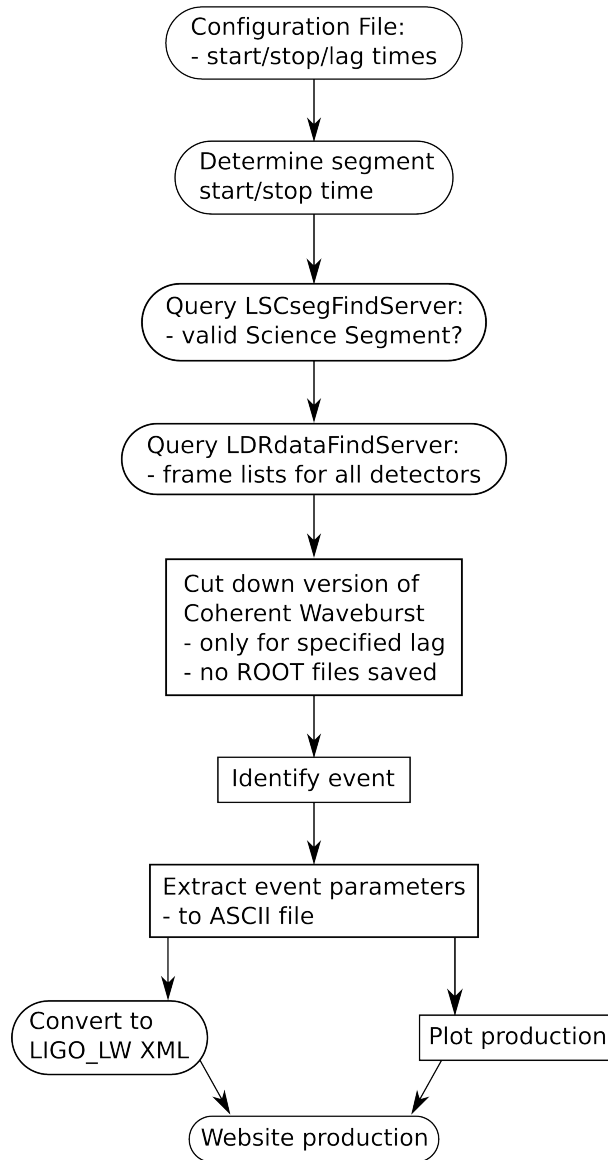 Configuration File:
- start/stop/lag times
Determine segment
start/stop time
Query LSCsegFindServer:
- valid Science Segment?
Query LDRdataFindServer:
- frame lists for all detectors
Cut down version of
Coherent Waveburst
- only for specified lag
- no ROOT files saved
Identify event
Extract event parameters
- to ASCII file
Convert to
LIGO_LW XML
Plot production
Website production